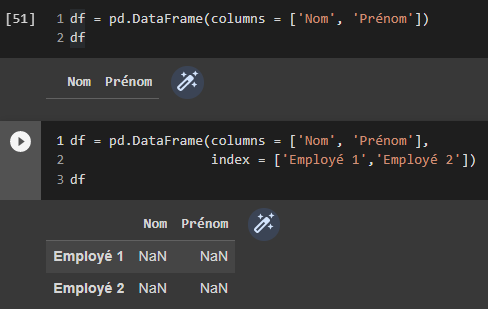 [51] 1 df = pd.DataFrame(columns = ['Nom', 'Prénom'])
2 df
Nom Prénom
1 df = pd.DataFrame(columns = ['Nom', 'Prénom'],
2 index = ['Employé 1','Employé 2'])
3 df
Nom Prénom
Employé 1 NaN NaN
Employé 2 NaN NaN